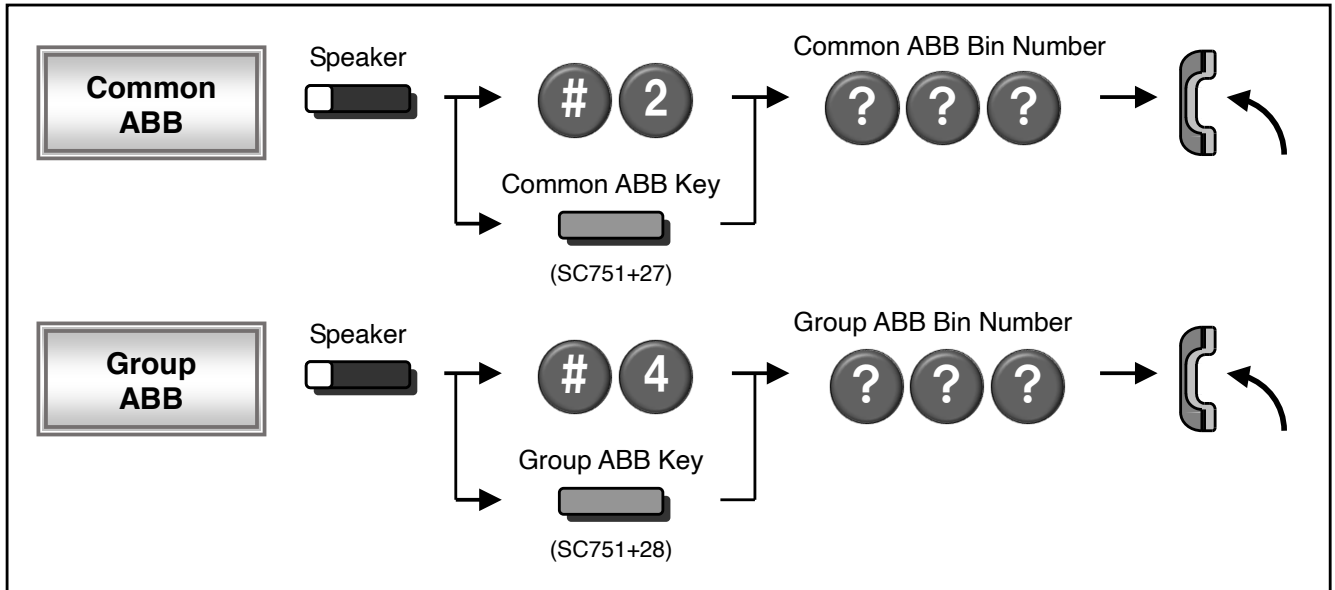 Common
ABB
Speaker
# 2
Common ABB Key
(SC751+27)
Common ABB Bin Number
? ? ?
Group
ABB
Speaker
# 4
Group ABB Key
(SC751+28)
Group ABB Bin Number
? ? ?